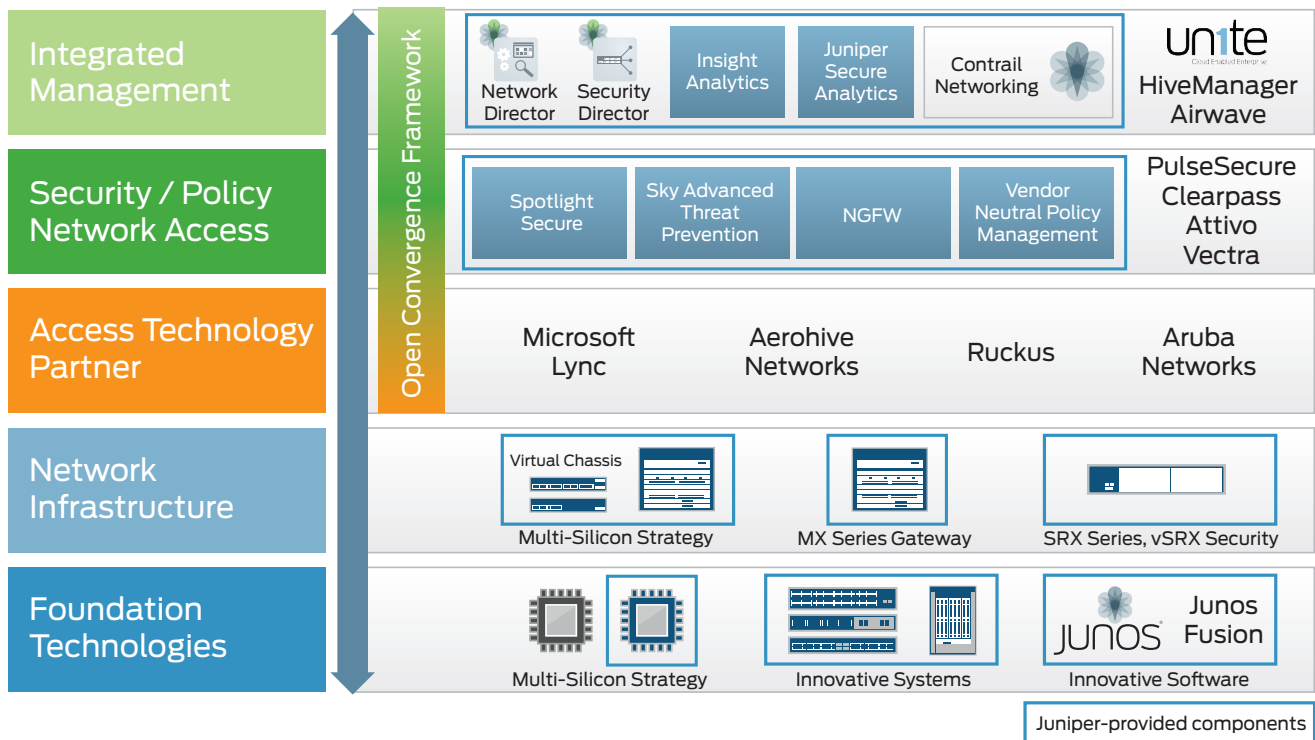 Integrated
Management
Open Convergence Framework
Network
Director
Security
Director
Insight
Analytics
Juniper
Secure
Analytics
Contrail
Networking
un1te
Cloud Enabled Enterprise
HiveManager
Airwave
Security / Policy
Network Access
Spotlight
Secure
Sky Advanced
Threat
Prevention
NGFW
Vendor
Neutral Policy
Management
PulseSecure
Clearpass
Attivo
Vectra
Access Technology
Partner
Microsoft
Lync
Aerohive
Networks
Ruckus
Aruba
Networks
Network
Infrastructure
Virtual Chassis
Multi-Silicon Strategy
MX Series Gateway
SRX Series, vSRX Security
Foundation
Technologies
Multi-Silicon Strategy
Innovative Systems
JUNOS
Junos
Fusion
Innovative Software
Juniper-provided components